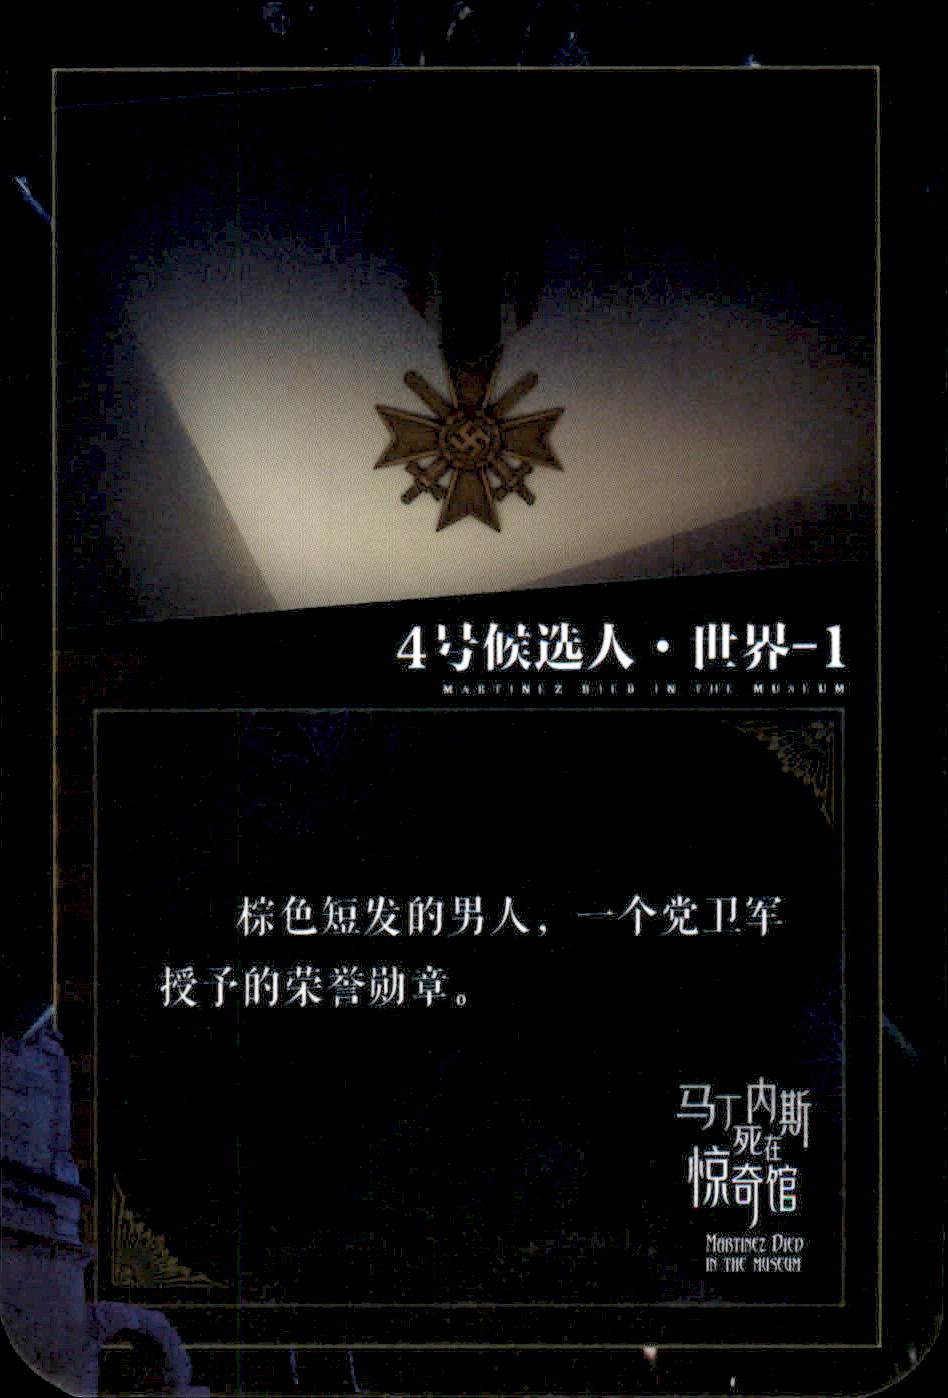 4号候选人·世界-1
MARTINEZ DIED IN THE MUSEUM
棕色短发的男人，一个党卫军
授予的荣誉勋章。
马丁内斯
死在
惊奇馆
MARTINEZ DIED
IN THE MUSEUM